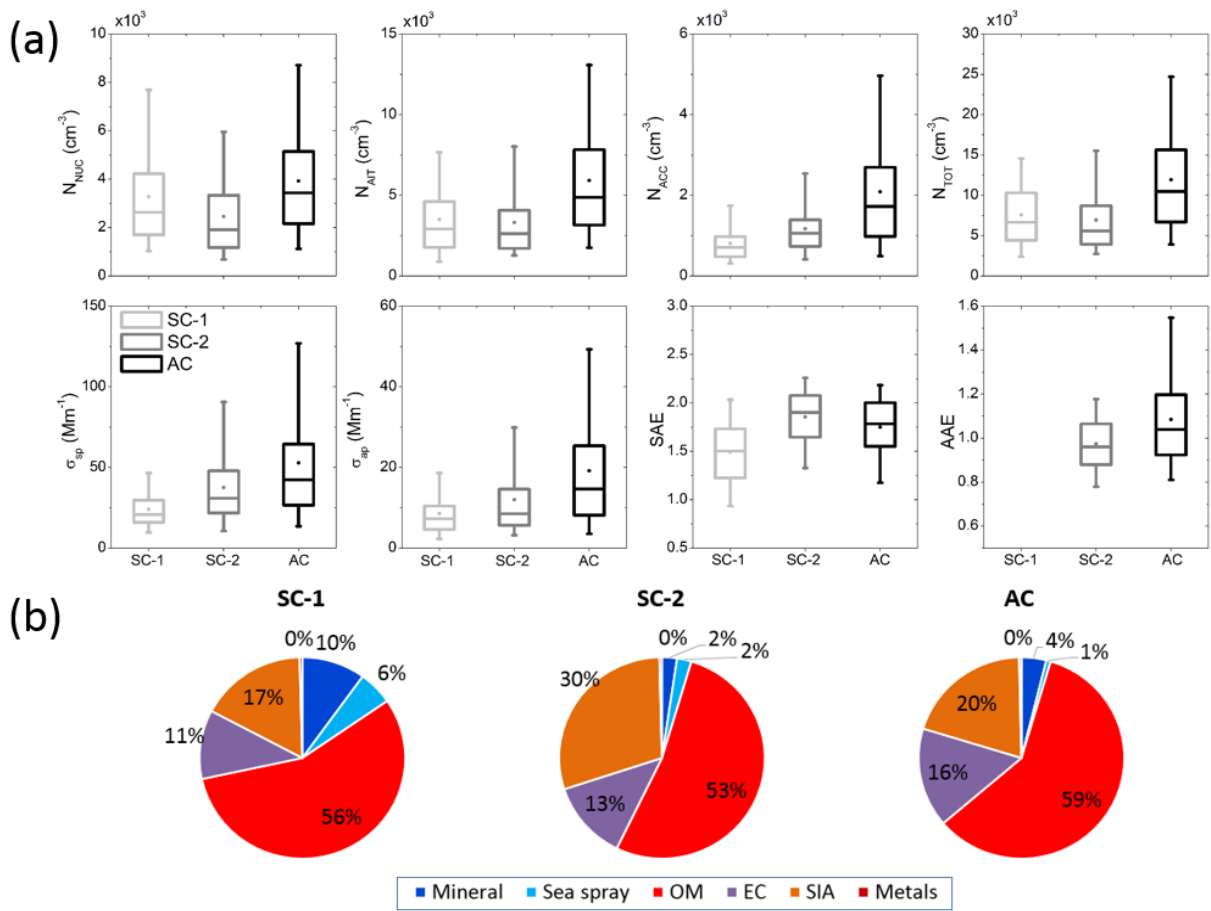 (a)
x10³ x10³ x10³ x10³
N_NUC (cm⁻³)
10
8
6
4
2
0
N_AIT (cm⁻³)
15
10
5
0
N_ACC (cm⁻³)
6
4
2
0
N_TOT (cm⁻³)
30
25
20
15
10
5
0
σ_sp (Mm⁻¹)
150
100
50
0
SC-1
SC-2
AC
SC-1 SC-2 AC
σ_ap (Mm⁻¹)
60
40
20
0
SC-1 SC-2 AC
SAE
3.0
2.5
2.0
1.5
1.0
0.5
SC-1 SC-2 AC
AAE
1.6
1.4
1.2
1.0
0.8
0.6
SC-1 SC-2 AC
(b)
SC-1
0% 10%
6%
17%
11%
56%
SC-2
0% 2%
2%
30%
13%
53%
AC
0% 4%
1%
20%
16%
59%
Mineral Sea spray OM EC SIA Metals